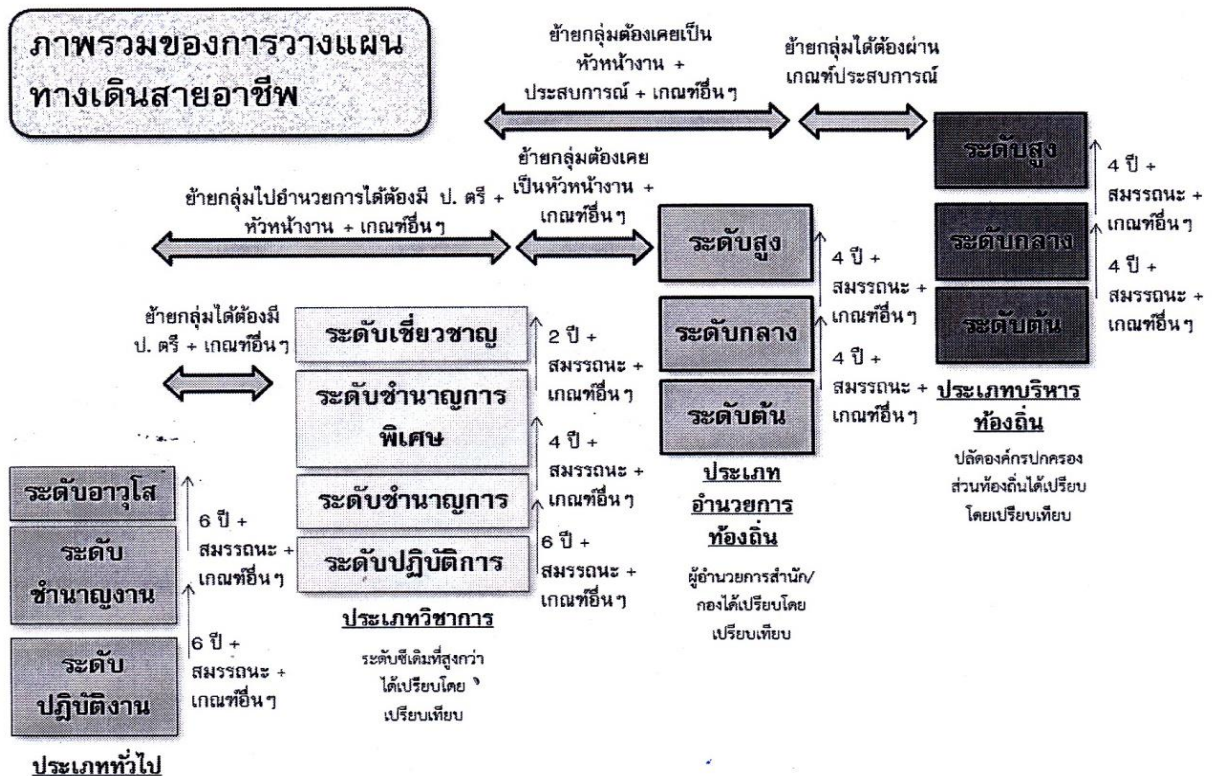 ภาพรวมของการวางแผน
ทางเดินสายอาชีพ
ย้ายกลุ่มต้องเคยเป็น
หัวหน้างาน +
ประสบการณ์ + เกณฑ์อื่นๆ
ย้ายกลุ่มได้ต้องผ่าน
เกณฑ์ประสบการณ์
ย้ายกลุ่มไปอำนวยการได้ต้องมี ป. ตรี +
หัวหน้างาน + เกณฑ์อื่นๆ
ย้ายกลุ่มต้องเคย
เป็นหัวหน้างาน +
เกณฑ์อื่นๆ
ย้ายกลุ่มได้ต้องมี
ป. ตรี + เกณฑ์อื่นๆ
ระดับอาวุโส
ระดับ
ชำนาญงาน
ระดับ
ปฏิบัติงาน
6 ปี +
สมรรถนะ +
เกณฑ์อื่นๆ
6 ปี +
สมรรถนะ +
เกณฑ์อื่นๆ
ประเภททั่วไป
ระดับเชี่ยวชาญ
ระดับชำนาญการ
พิเศษ
ระดับชำนาญการ
ระดับปฏิบัติการ
2 ปี +
สมรรถนะ +
เกณฑ์อื่นๆ
4 ปี +
สมรรถนะ +
เกณฑ์อื่นๆ
6 ปี +
สมรรถนะ +
เกณฑ์อื่นๆ
ประเภทวิชาการ
ระดับซีเดิมที่สูงกว่า
ได้เปรียบโดย
เปรียบเทียบ
ระดับสูง
ระดับกลาง
ระดับต้น
4 ปี +
สมรรถนะ +
เกณฑ์อื่นๆ
4 ปี +
สมรรถนะ +
เกณฑ์อื่นๆ
ประเภท
อำนวยการ
ท้องถิ่น
ผู้อำนวยการสำนัก/
กองได้เปรียบโดย
เปรียบเทียบ
ระดับสูง
ระดับกลาง
ระดับต้น
4 ปี +
สมรรถนะ +
เกณฑ์อื่นๆ
4 ปี +
สมรรถนะ +
เกณฑ์อื่นๆ
ประเภทบริหาร
ท้องถิ่น
ปลัดองค์กรปกครอง
ส่วนท้องถิ่นได้เปรียบ
โดยเปรียบเทียบ